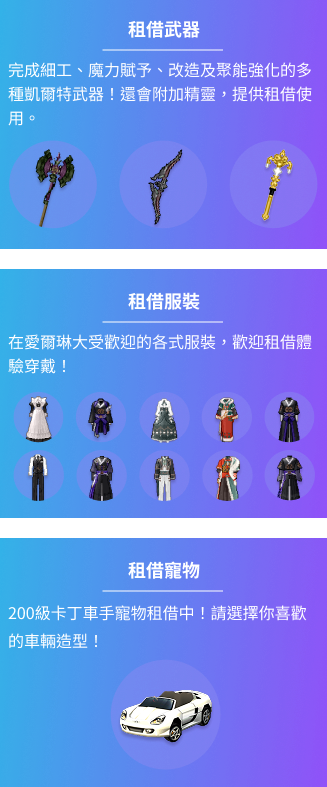 租借武器
完成細工、魔力賦予、改造及聚能強化的多
種凱爾特武器！還會附加精靈，提供租借使
用。
租借服裝
在愛爾琳大受歡迎的各式服裝，歡迎租借體
驗穿戴！
租借寵物
200級卡丁車手寵物租借中！請選擇你喜歡
的車輛造型！